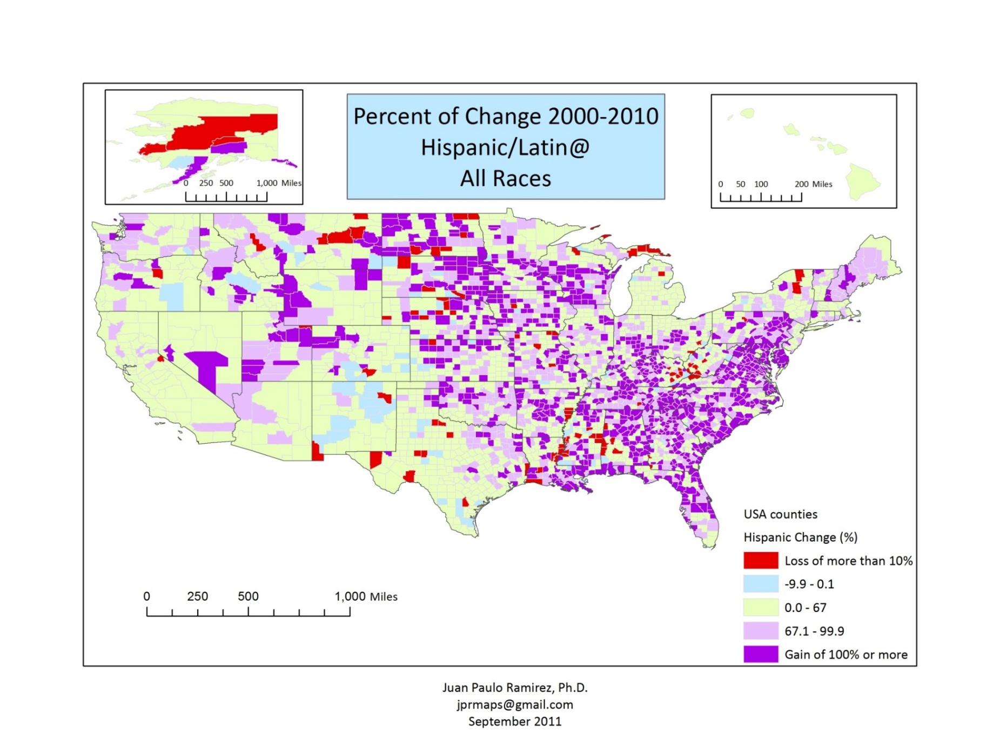 Percent of Change 2000-2010
Hispanic/Latin@
All Races
0 250 500 1,000 Miles
0 50 100 200 Miles
USA counties
Hispanic Change (%)
Loss of more than 10%
-9.9 - 0.1
0.0 - 67
67.1 - 99.9
Gain of 100% or more
0 250 500 1,000 Miles
Juan Paulo Ramirez, Ph.D.
jprmaps@gmail.com
September 2011